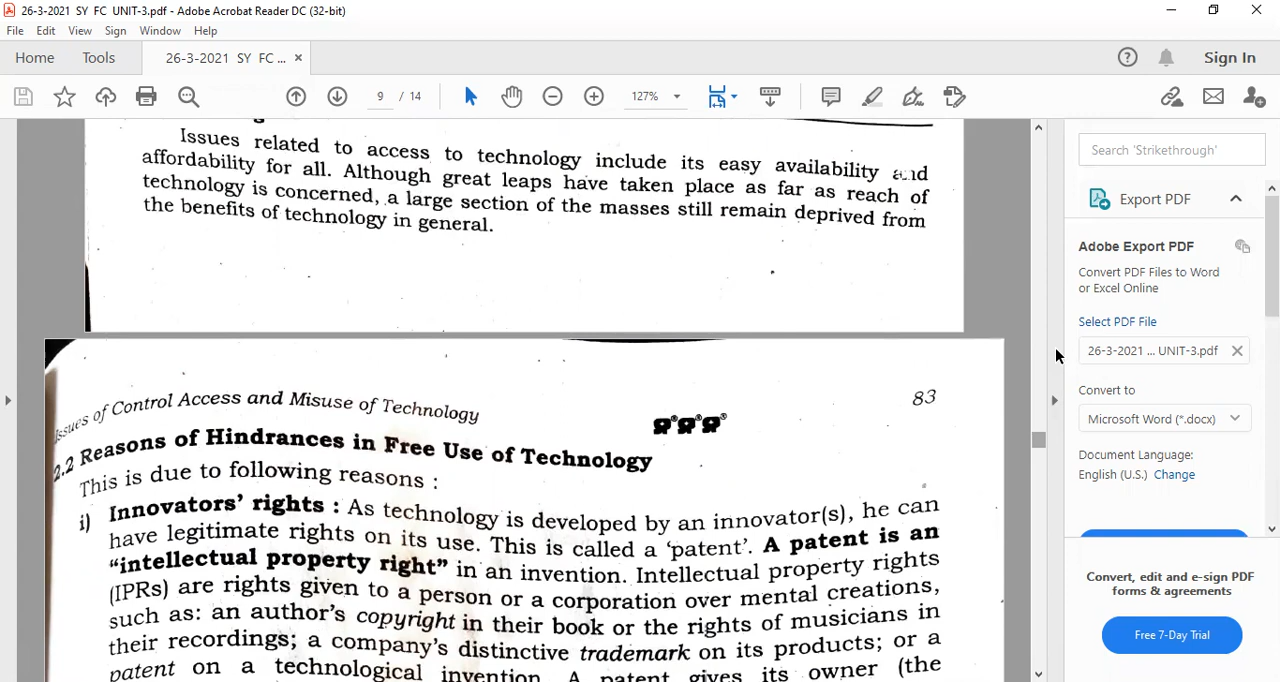 26-3-2021 SY FC UNIT-3.pdf - Adobe Acrobat Reader DC (32-bit)
File Edit View Sign Window Help
Home Tools 26-3-2021 SY FC ... × Sign In
9 / 14 127%
Issues related to access to technology include its easy availability and
affordability for all. Although great leaps have taken place as far as reach of
technology is concerned, a large section of the masses still remain deprived from
the benefits of technology in general.
Issues of Control Access and Misuse of Technology 83
2.2 Reasons of Hindrances in Free Use of Technology
This is due to following reasons :
i) Innovators' rights : As technology is developed by an innovator(s), he can
have legitimate rights on its use. This is called a 'patent'. A patent is an
"intellectual property right" in an invention. Intellectual property rights
(IPRs) are rights given to a person or a corporation over mental creations,
such as: an author's copyright in their book or the rights of musicians in
their recordings; a company's distinctive trademark on its products; or a
patent on a technological invention. A patent gives its owner (the
Search 'Strikethrough'
Export PDF
Adobe Export PDF
Convert PDF Files to Word
or Excel Online
Select PDF File
26-3-2021 ... UNIT-3.pdf
Convert to
Microsoft Word (*.docx)
Document Language:
English (U.S.) Change
Convert, edit and e-sign PDF
forms & agreements
Free 7-Day Trial